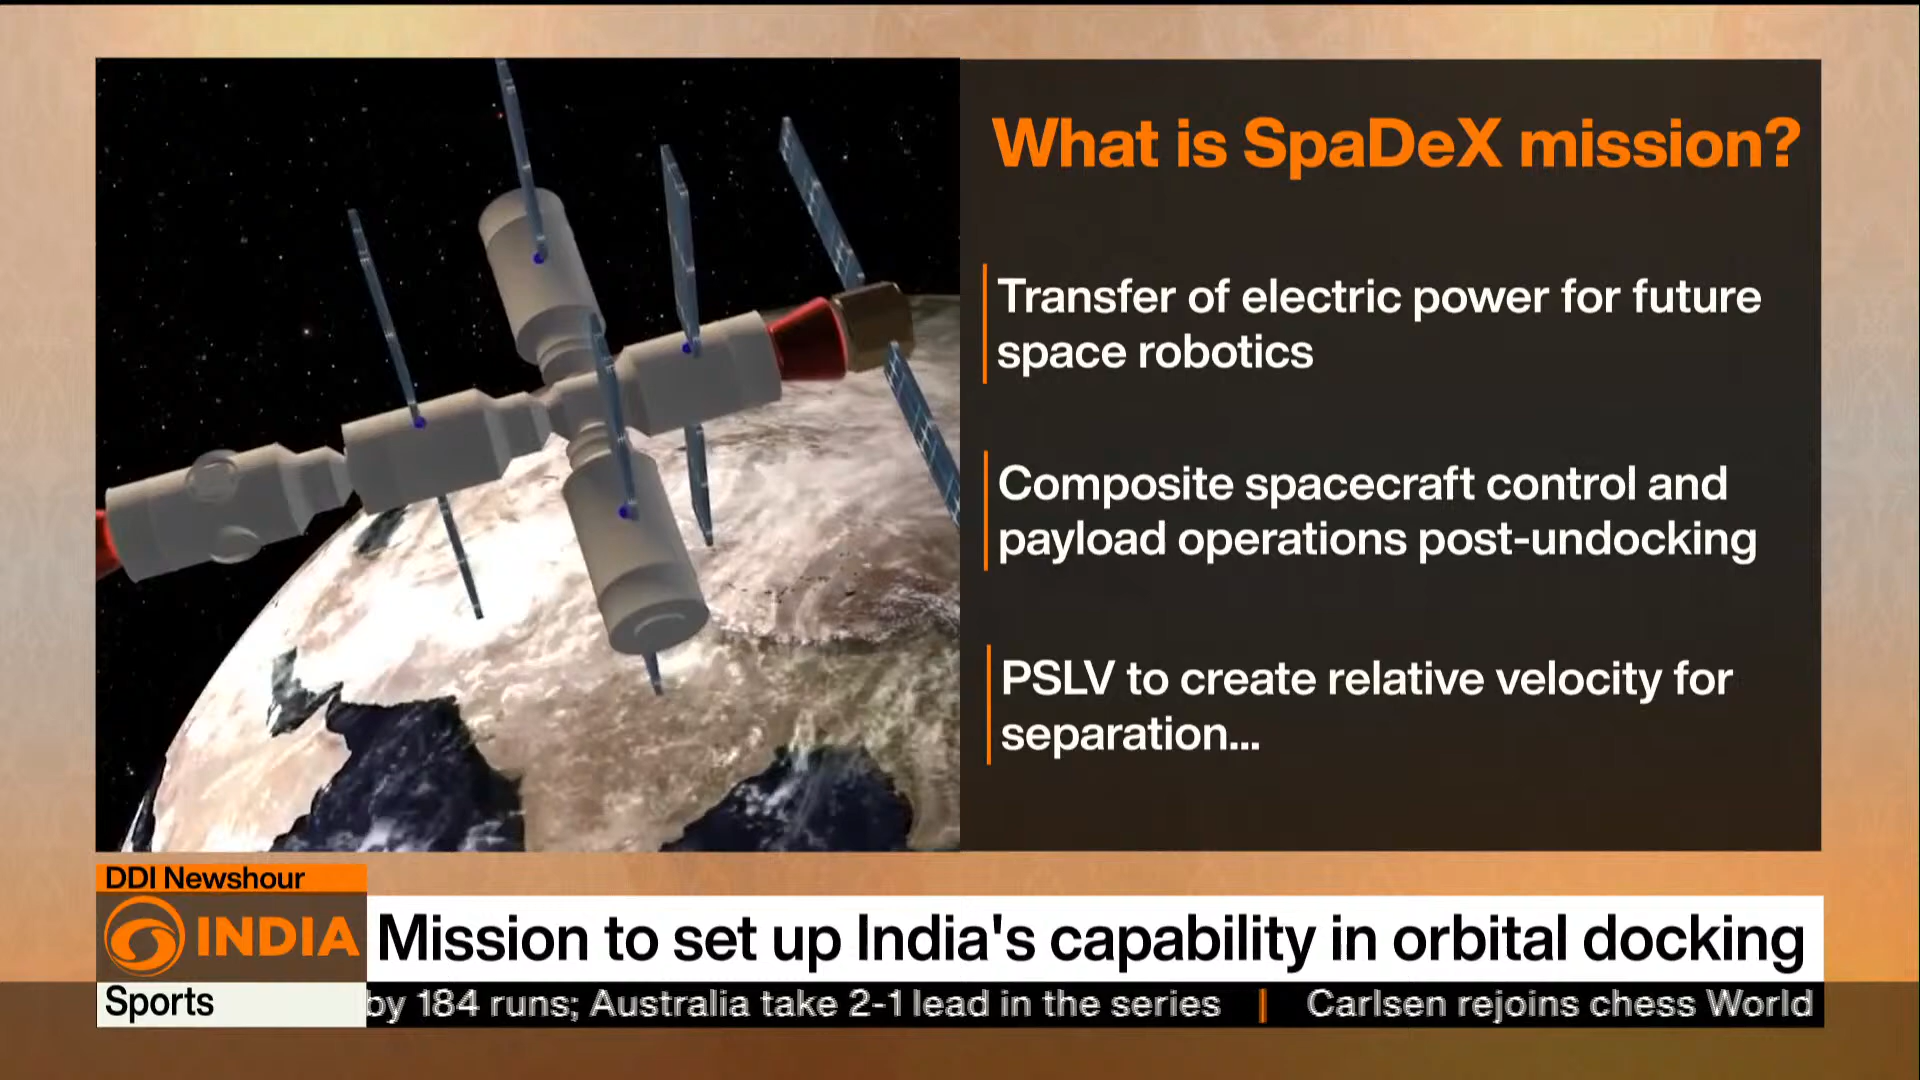 What is SpaDeX mission?
Transfer of electric power for future
space robotics
Composite spacecraft control and
payload operations post-undocking
PSLV to create relative velocity for
separation...
DDI Newshour
INDIA
Mission to set up India's capability in orbital docking
Sports
by 184 runs; Australia take 2-1 lead in the series | Carlsen rejoins chess World